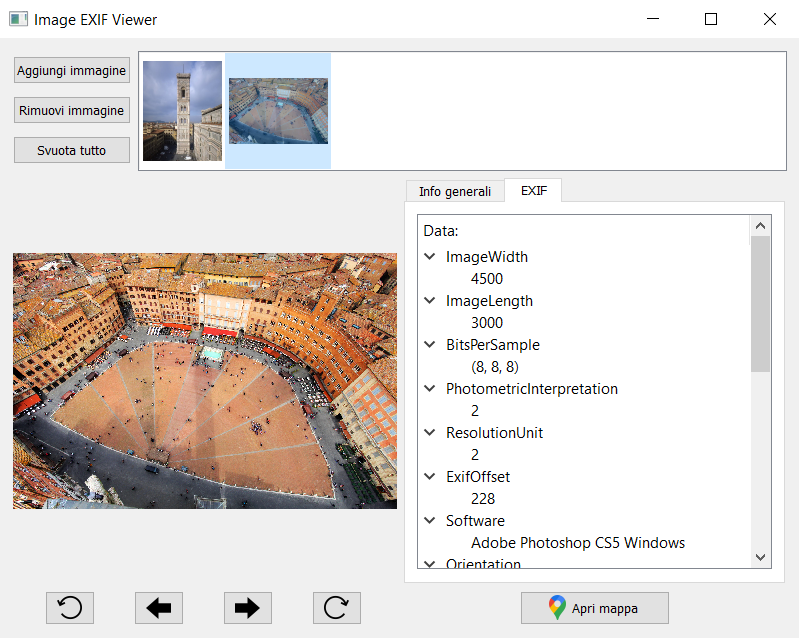 Image EXIF Viewer
Aggiungi immagine
Rimuovi immagine
Svuota tutto
Info generali
EXIF
Data:
ImageWidth
4500
ImageLength
3000
BitsPerSample
(8, 8, 8)
PhotometricInterpretation
2
ResolutionUnit
2
ExifOffset
228
Software
Adobe Photoshop CS5 Windows
Orientation
Apri mappa